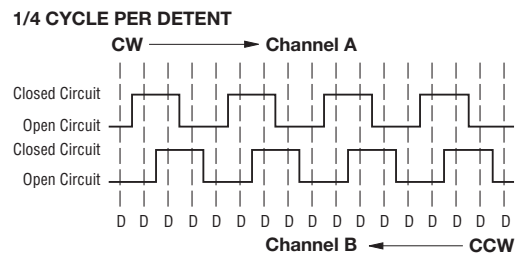 1/4 CYCLE PER DETENT
CW Channel A
Closed Circuit
Open Circuit
Closed Circuit
Open Circuit
D D D D D D D D D D D D D D D D D
Channel B CCW